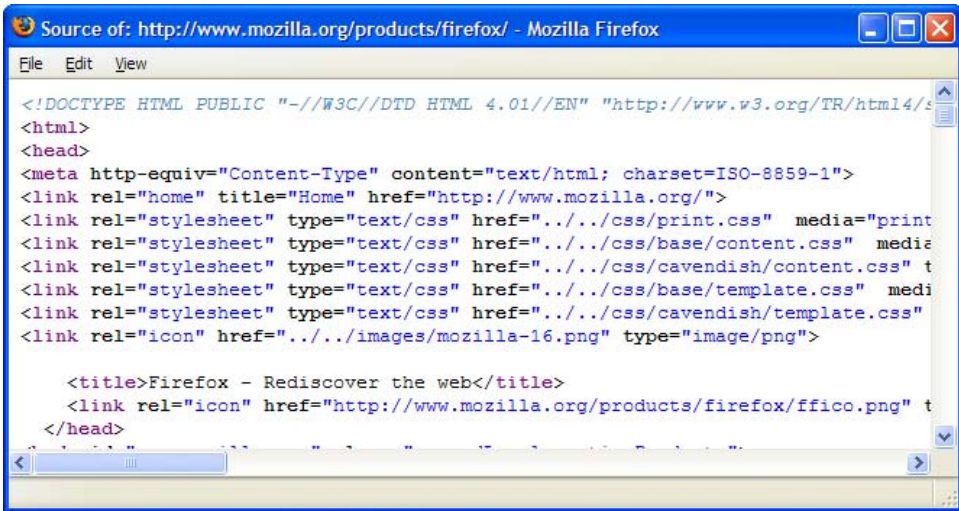 Source of: http://www.mozilla.org/products/firefox/ - Mozilla Firefox
File Edit View
<!DOCTYPE HTML PUBLIC "-//W3C//DTD HTML 4.01//EN" "http://www.w3.org/TR/html4/s
<html>
<head>
<meta http-equiv="Content-Type" content="text/html; charset=ISO-8859-1">
<link rel="home" title="Home" href="http://www.mozilla.org/">
<link rel="stylesheet" type="text/css" href="../../css/print.css"  media="print
<link rel="stylesheet" type="text/css" href="../../css/base/content.css"  media
<link rel="stylesheet" type="text/css" href="../../css/cavendish/content.css" t
<link rel="stylesheet" type="text/css" href="../../css/base/template.css"  medi
<link rel="stylesheet" type="text/css" href="../../css/cavendish/template.css"
<link rel="icon" href="../../images/mozilla-16.png" type="image/png">
<title>Firefox - Rediscover the web</title>
<link rel="icon" href="http://www.mozilla.org/products/firefox/ffico.png" t
</head>